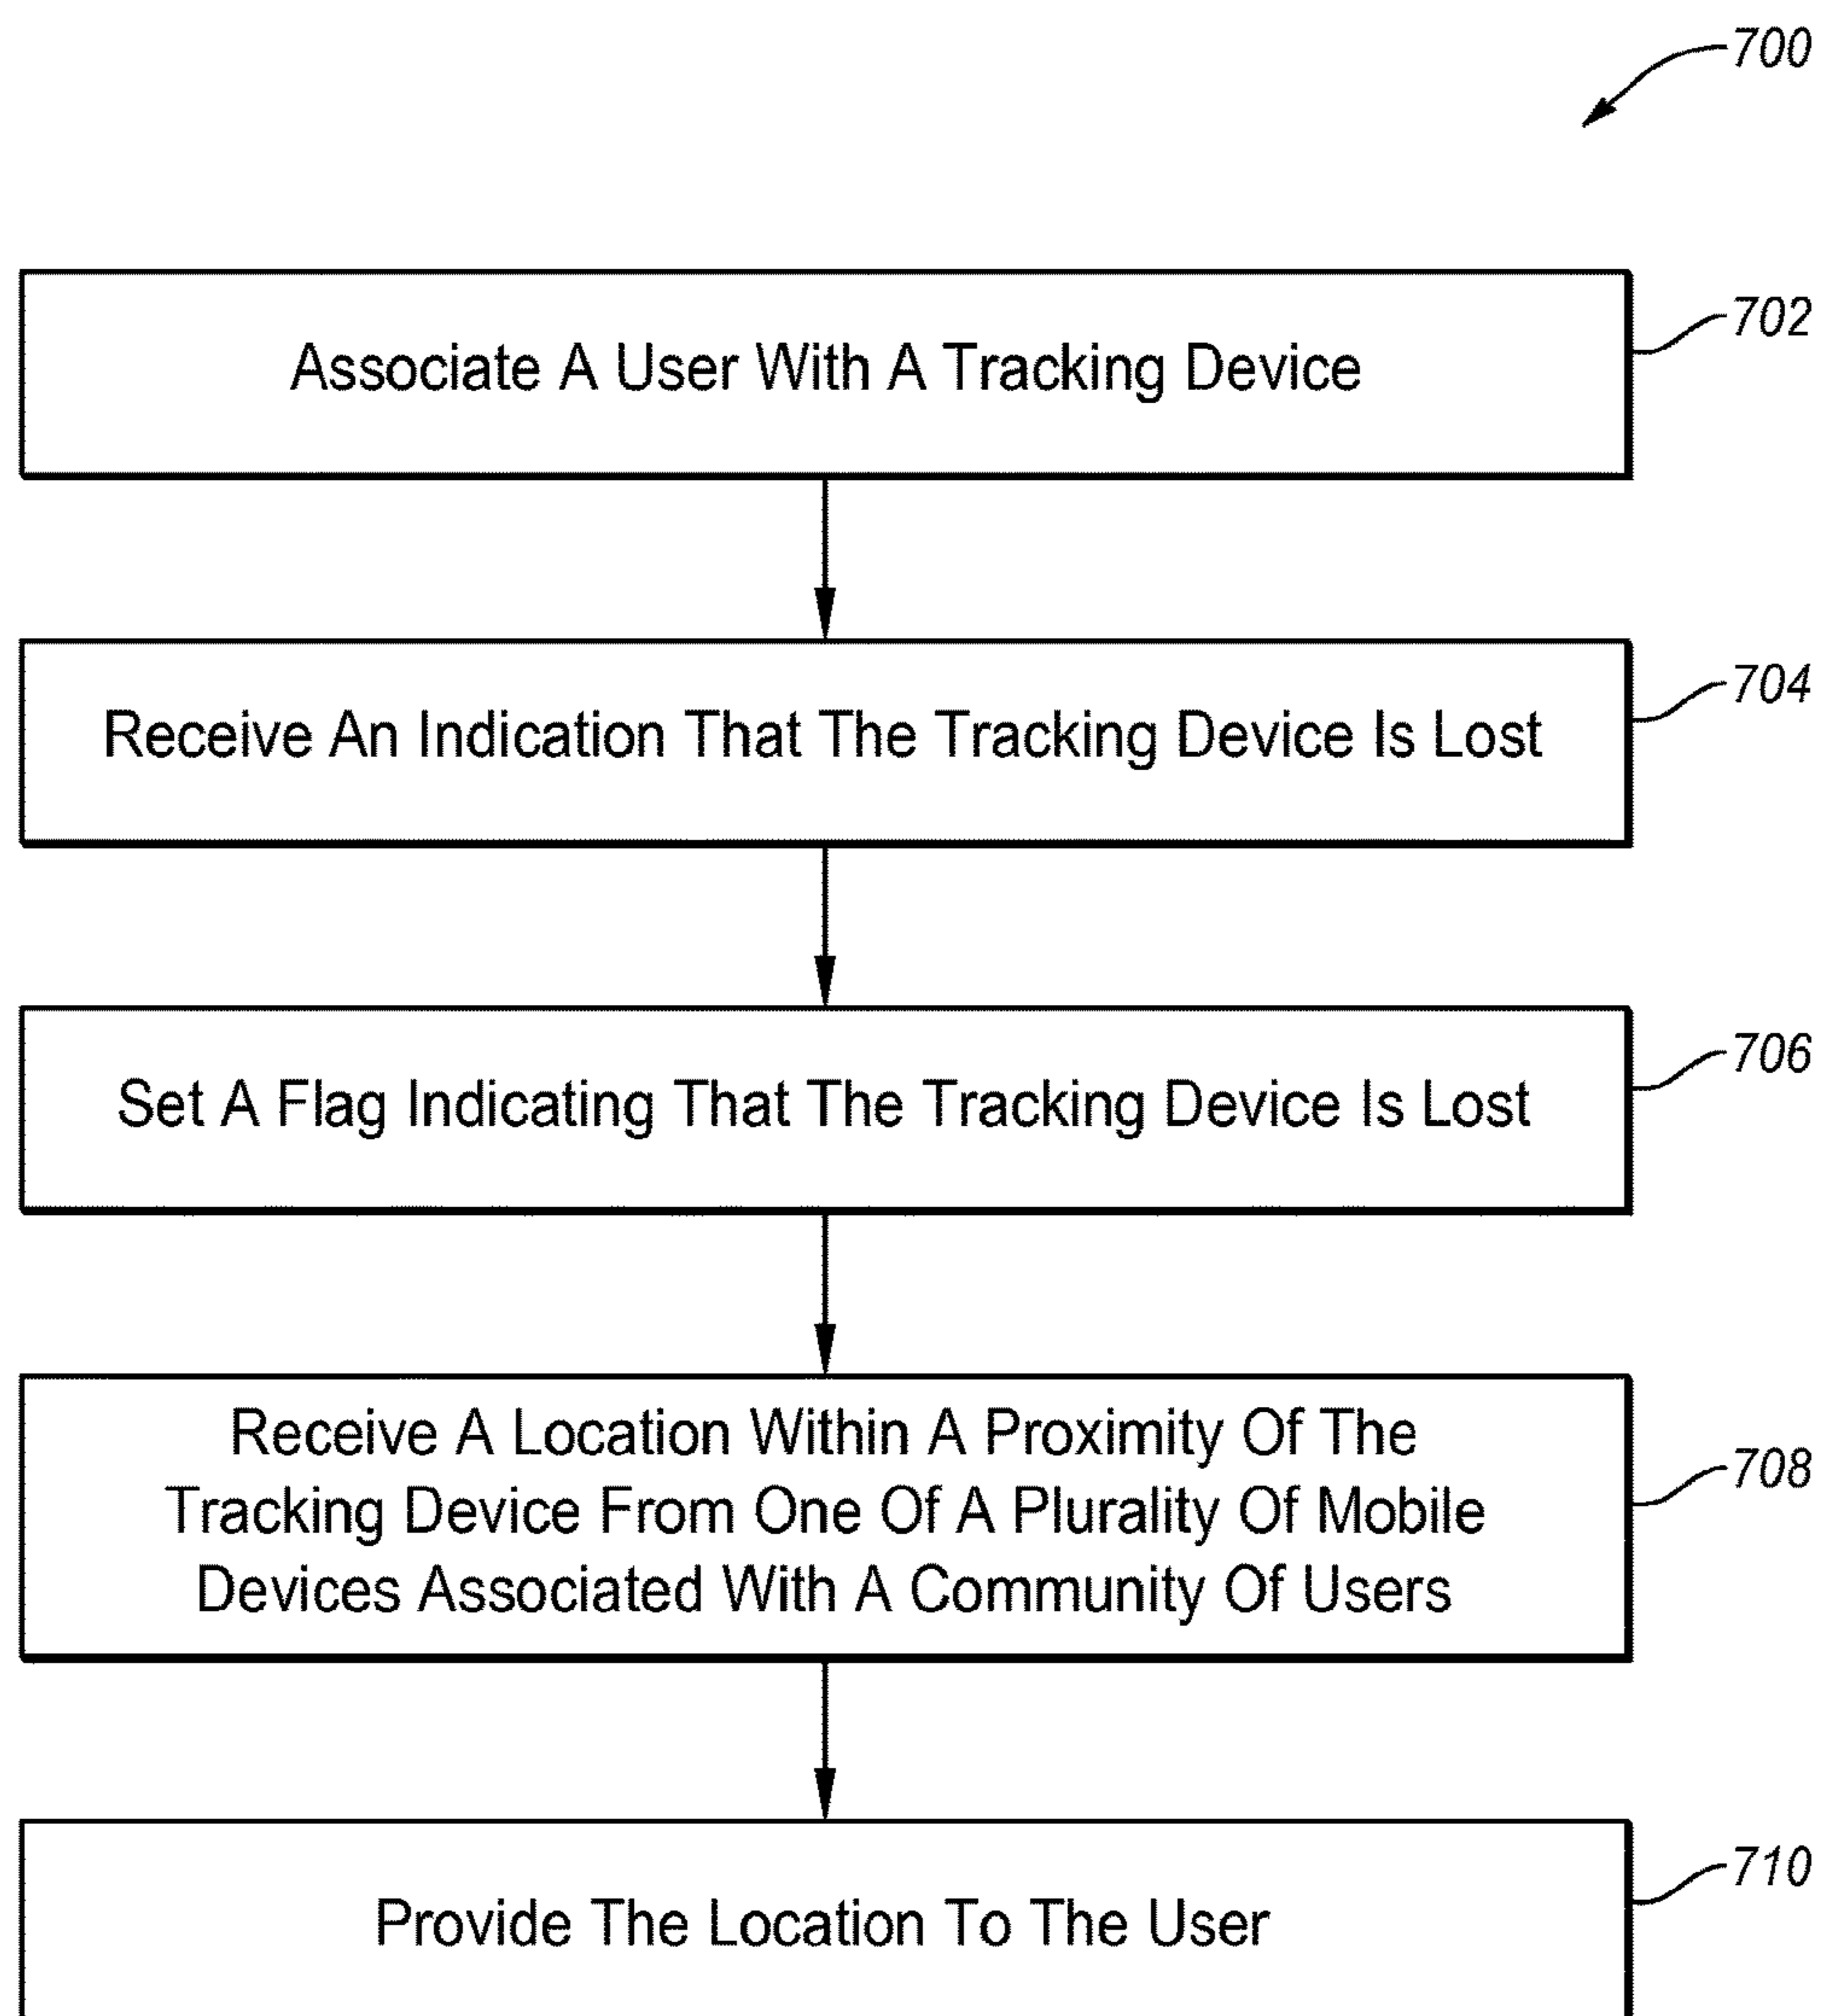 700
Associate A User With A Tracking Device
702
Receive An Indication That The Tracking Device Is Lost
704
Set A Flag Indicating That The Tracking Device Is Lost
706
Receive A Location Within A Proximity Of The
Tracking Device From One Of A Plurality Of Mobile
Devices Associated With A Community Of Users
708
Provide The Location To The User
710